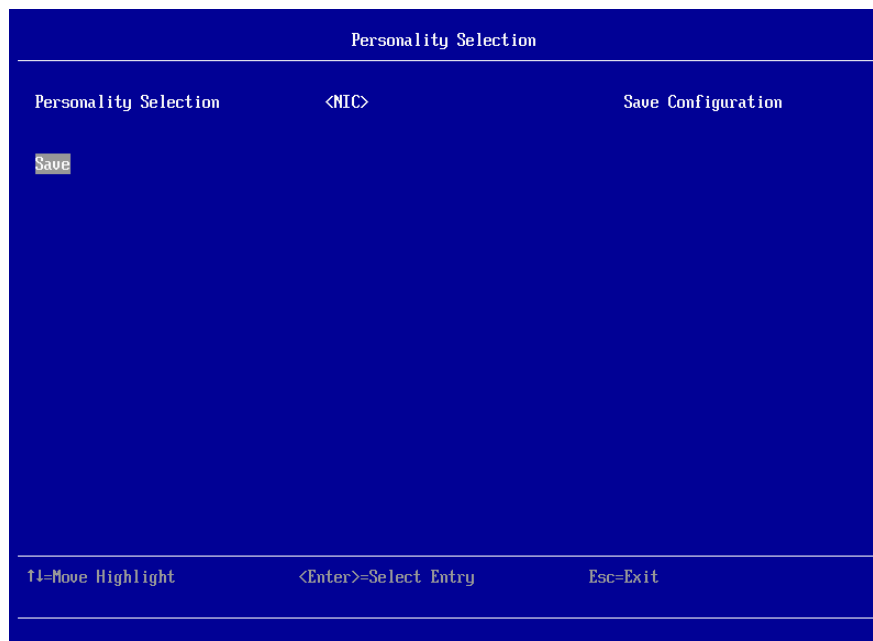 Personality Selection
Personality Selection <NIC> Save Configuration
Save
↑↓=Move Highlight <Enter>=Select Entry Esc=Exit